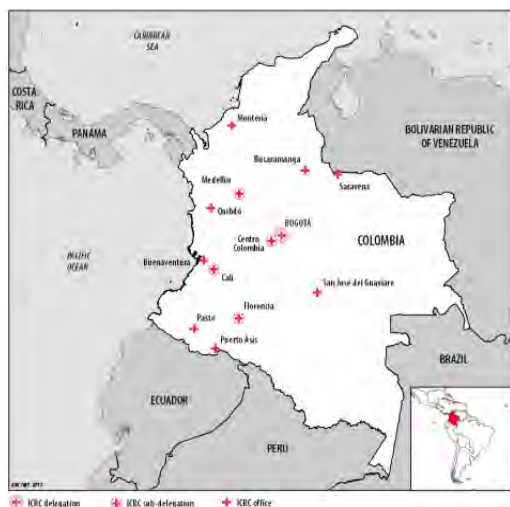 CARIBBEAN
SEA
COSTA
RICA
PANAMA
Montería
BOLIVARIAN REPUBLIC
OF VENEZUELA
Bucaramanga
Saravena
Medellín
Quibdó
BOGOTÁ
Centro
Colombia
COLOMBIA
PACIFIC
OCEAN
Buenaventura
Cali
San José del Guaviare
Florencia
Pasto
Puerto Asís
BRAZIL
ECUADOR
PERU
ICRC delegation
ICRC sub-delegation
ICRC office